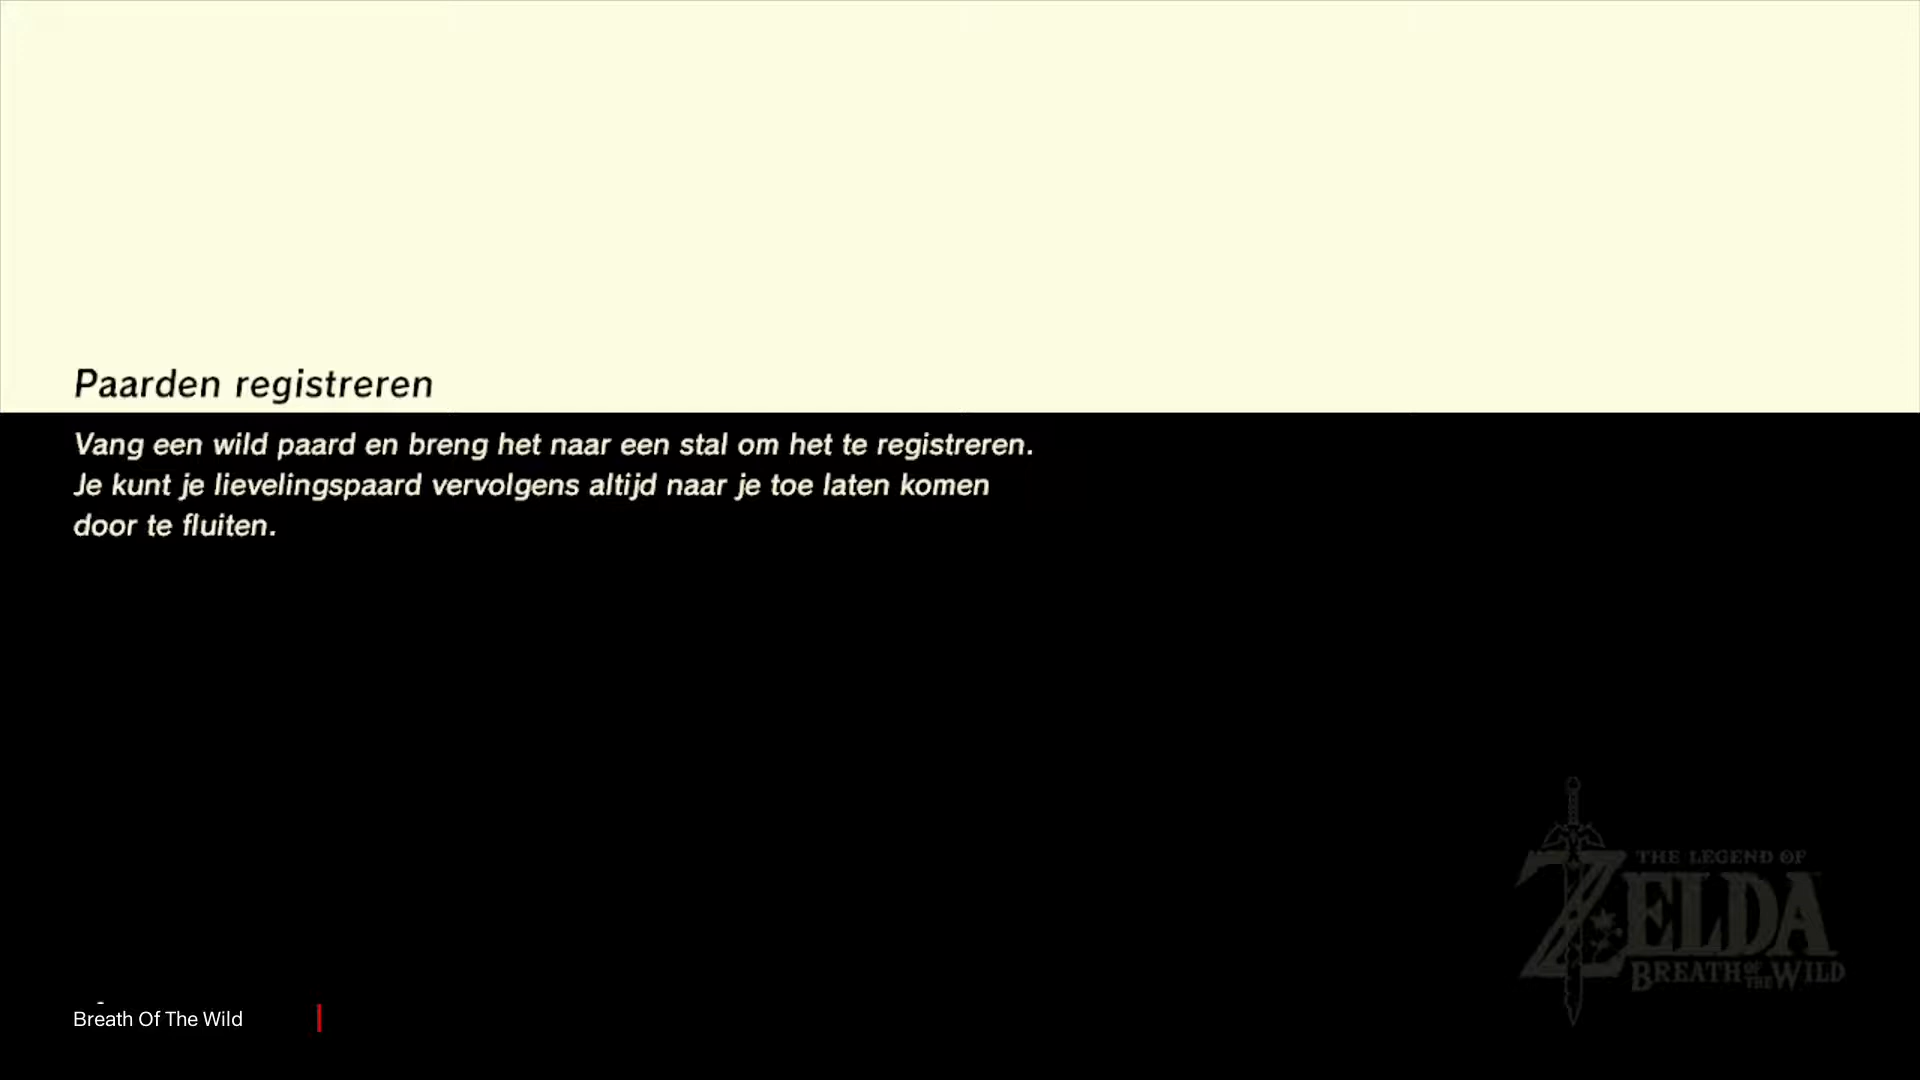 Paarden registreren
Vang een wild paard en breng het naar een stal om het te registreren.
Je kunt je lievelingspaard vervolgens altijd naar je toe laten komen
door te fluiten.
THE LEGEND OF
ZELDA
BREATH OF THE WILD
Breath Of The Wild